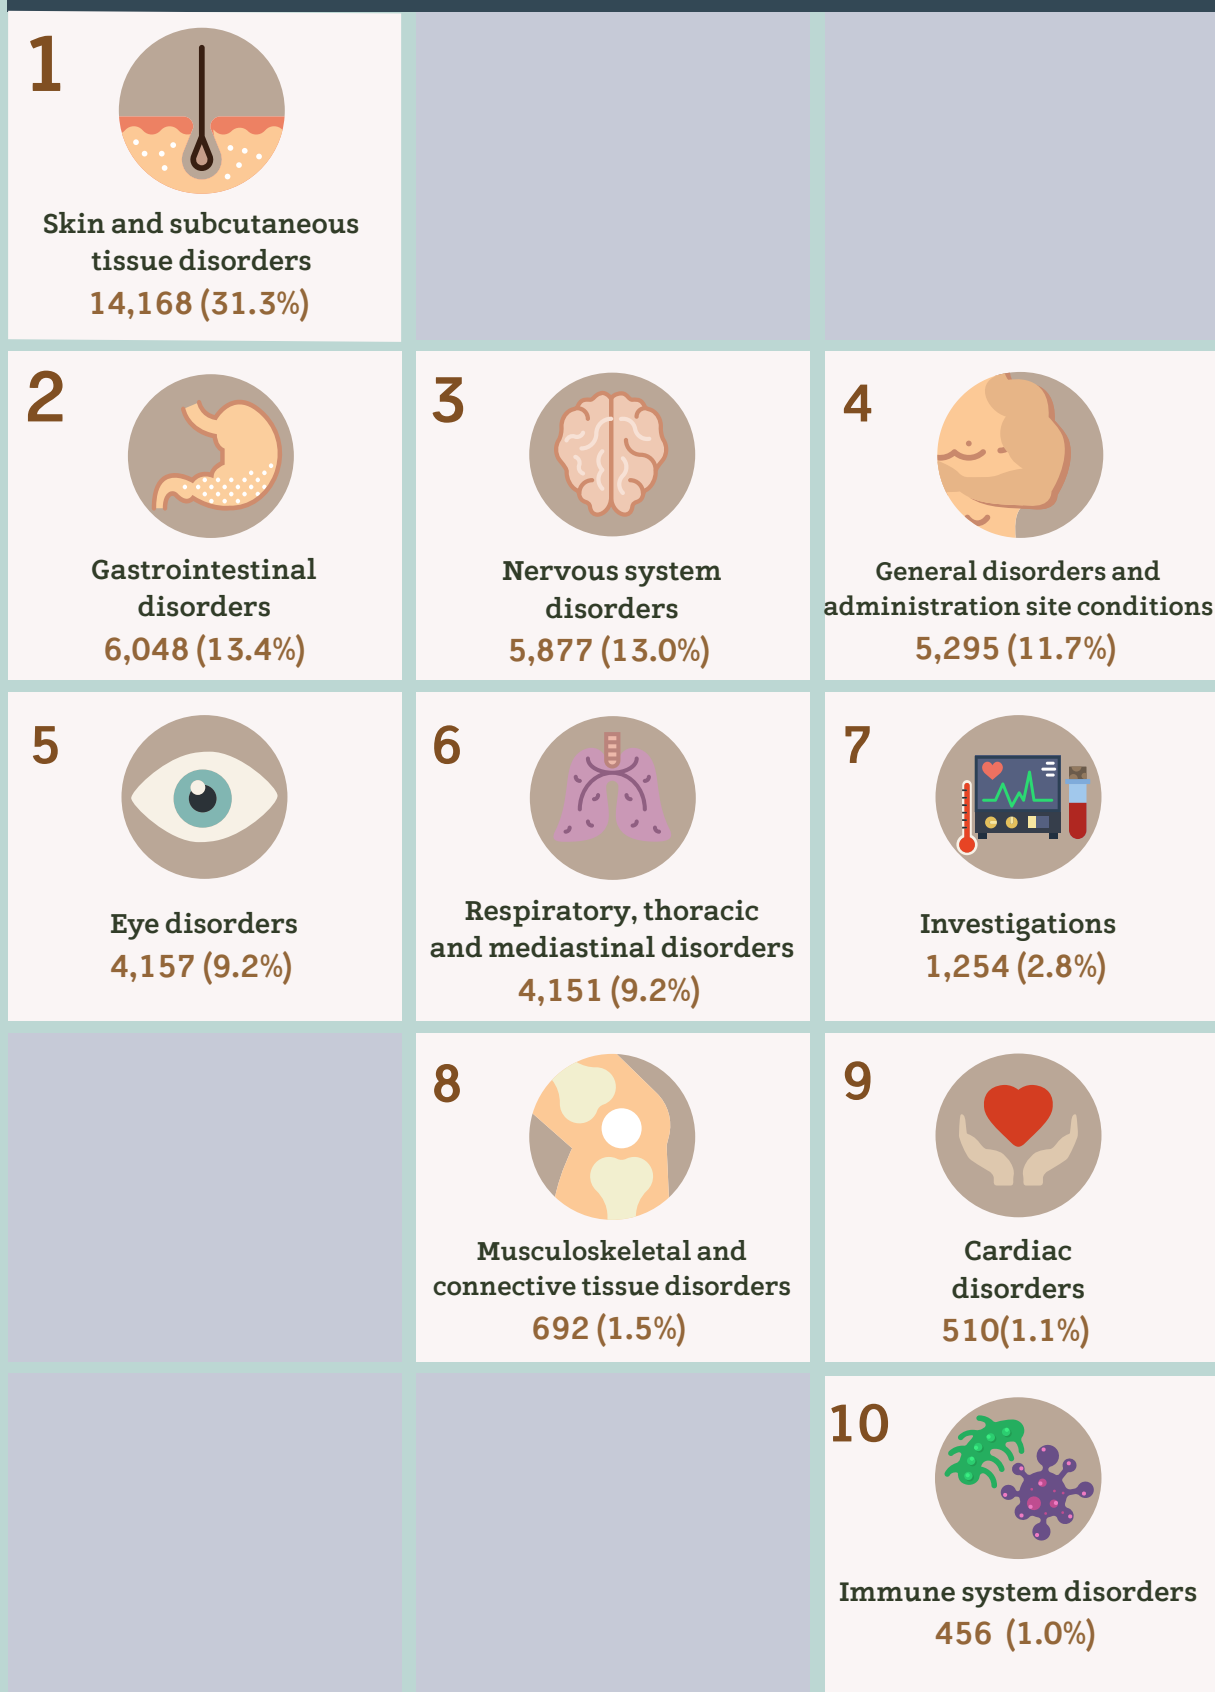 1
Skin and subcutaneous
tissue disorders
14,168 (31.3%)
2
Gastrointestinal
disorders
6,048 (13.4%)
3
Nervous system
disorders
5,877 (13.0%)
4
General disorders and
administration site conditions
5,295 (11.7%)
5
Eye disorders
4,157 (9.2%)
6
Respiratory, thoracic
and mediastinal disorders
4,151 (9.2%)
7
Investigations
1,254 (2.8%)
8
Musculoskeletal and
connective tissue disorders
692 (1.5%)
9
Cardiac
disorders
510(1.1%)
10
Immune system disorders
456 (1.0%)